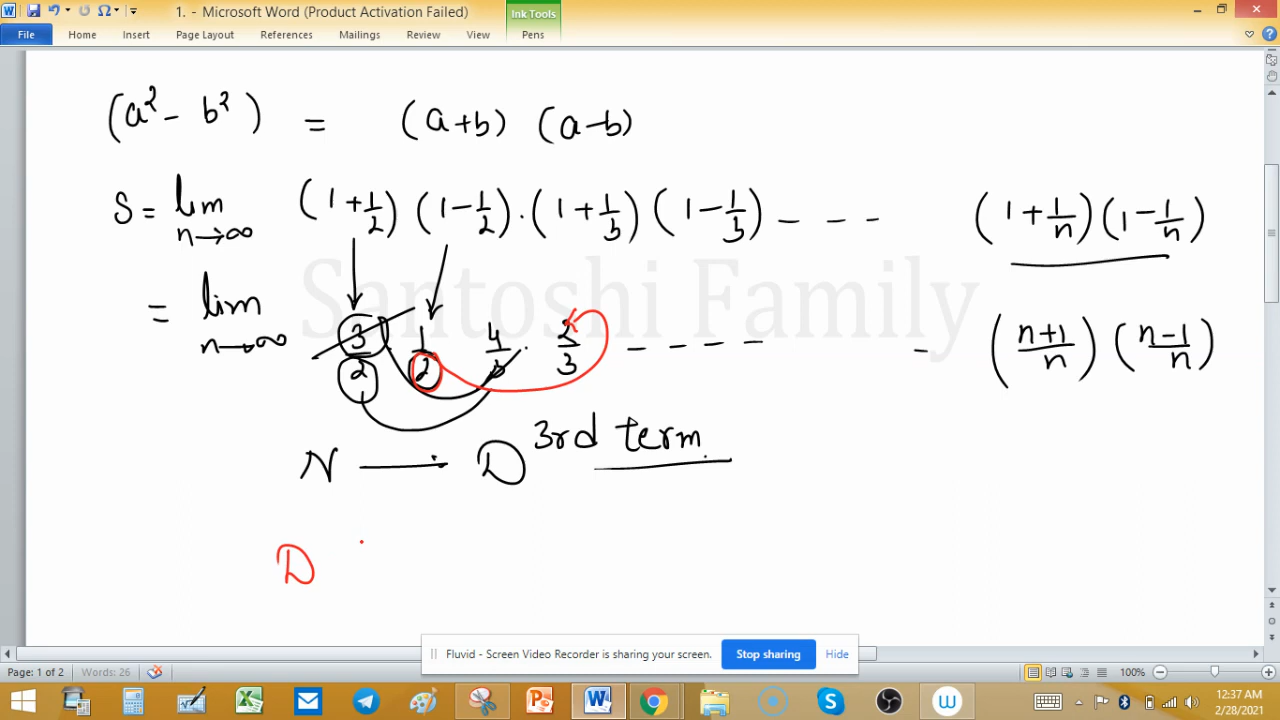 1. - Microsoft Word (Product Activation Failed)
Ink Tools
File Home Insert Page Layout References Mailings Review View Pens
(a² - b²) = (a+b) (a-b)
S = lim n→∞ (1+1/2) (1-1/2) . (1+1/3) (1-1/3) - - - - (1+1/n) (1-1/n)
= lim n→∞ 3/2 1/2 4/3 . 2/3 - - - - - ((n+1)/n) ((n-1)/n)
Santoshi Family
N — D 3rd term
D
Fluvid - Screen Video Recorder is sharing your screen. Stop sharing Hide
Page: 1 of 2 Words: 26 100%
12:37 AM
2/28/2021